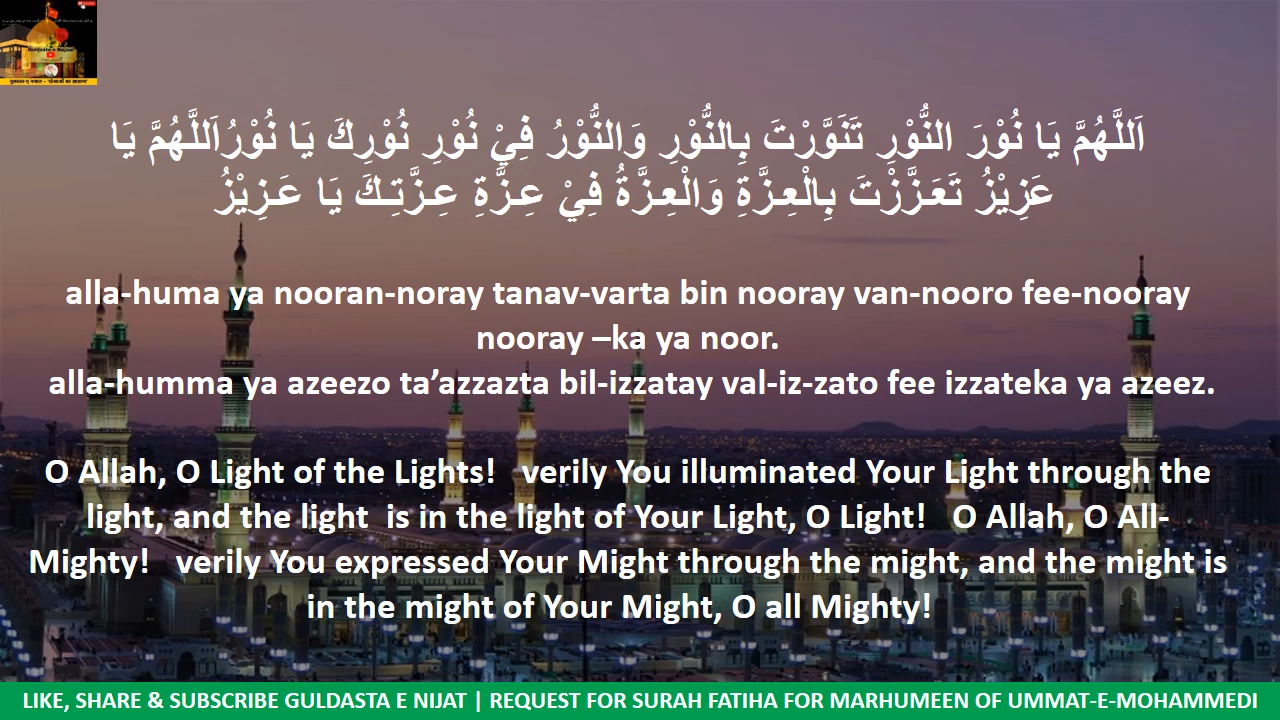 Guldasta e Nejaat
اَللَّهُمَّ يَا نُوْرَ النُّوْرِ تَنَوَّرْتَ بِالنُّوْرِ وَالنُّوْرُ فِيْ نُوْرِ نُوْرِكَ يَا نُوْرُاَللَّهُمَّ يَا
عَزِيْزُ تَعَزَّزْتَ بِالْعِزَّةِ وَالْعِزَّةُ فِيْ عِزَّةِ عِزَّتِكَ يَا عَزِيْزُ
alla-huma ya nooran-noray tanav-varta bin nooray van-nooro fee-nooray
nooray –ka ya noor.
alla-humma ya azeezo ta’azzazta bil-izzatay val-iz-zato fee izzateka ya azeez.
O Allah, O Light of the Lights!   verily You illuminated Your Light through the
light, and the light  is in the light of Your Light, O Light!   O Allah, O All-
Mighty!   verily You expressed Your Might through the might, and the might is
in the might of Your Might, O all Mighty!
LIKE, SHARE & SUBSCRIBE GULDASTA E NIJAT | REQUEST FOR SURAH FATIHA FOR MARHUMEEN OF UMMAT-E-MOHAMMEDI